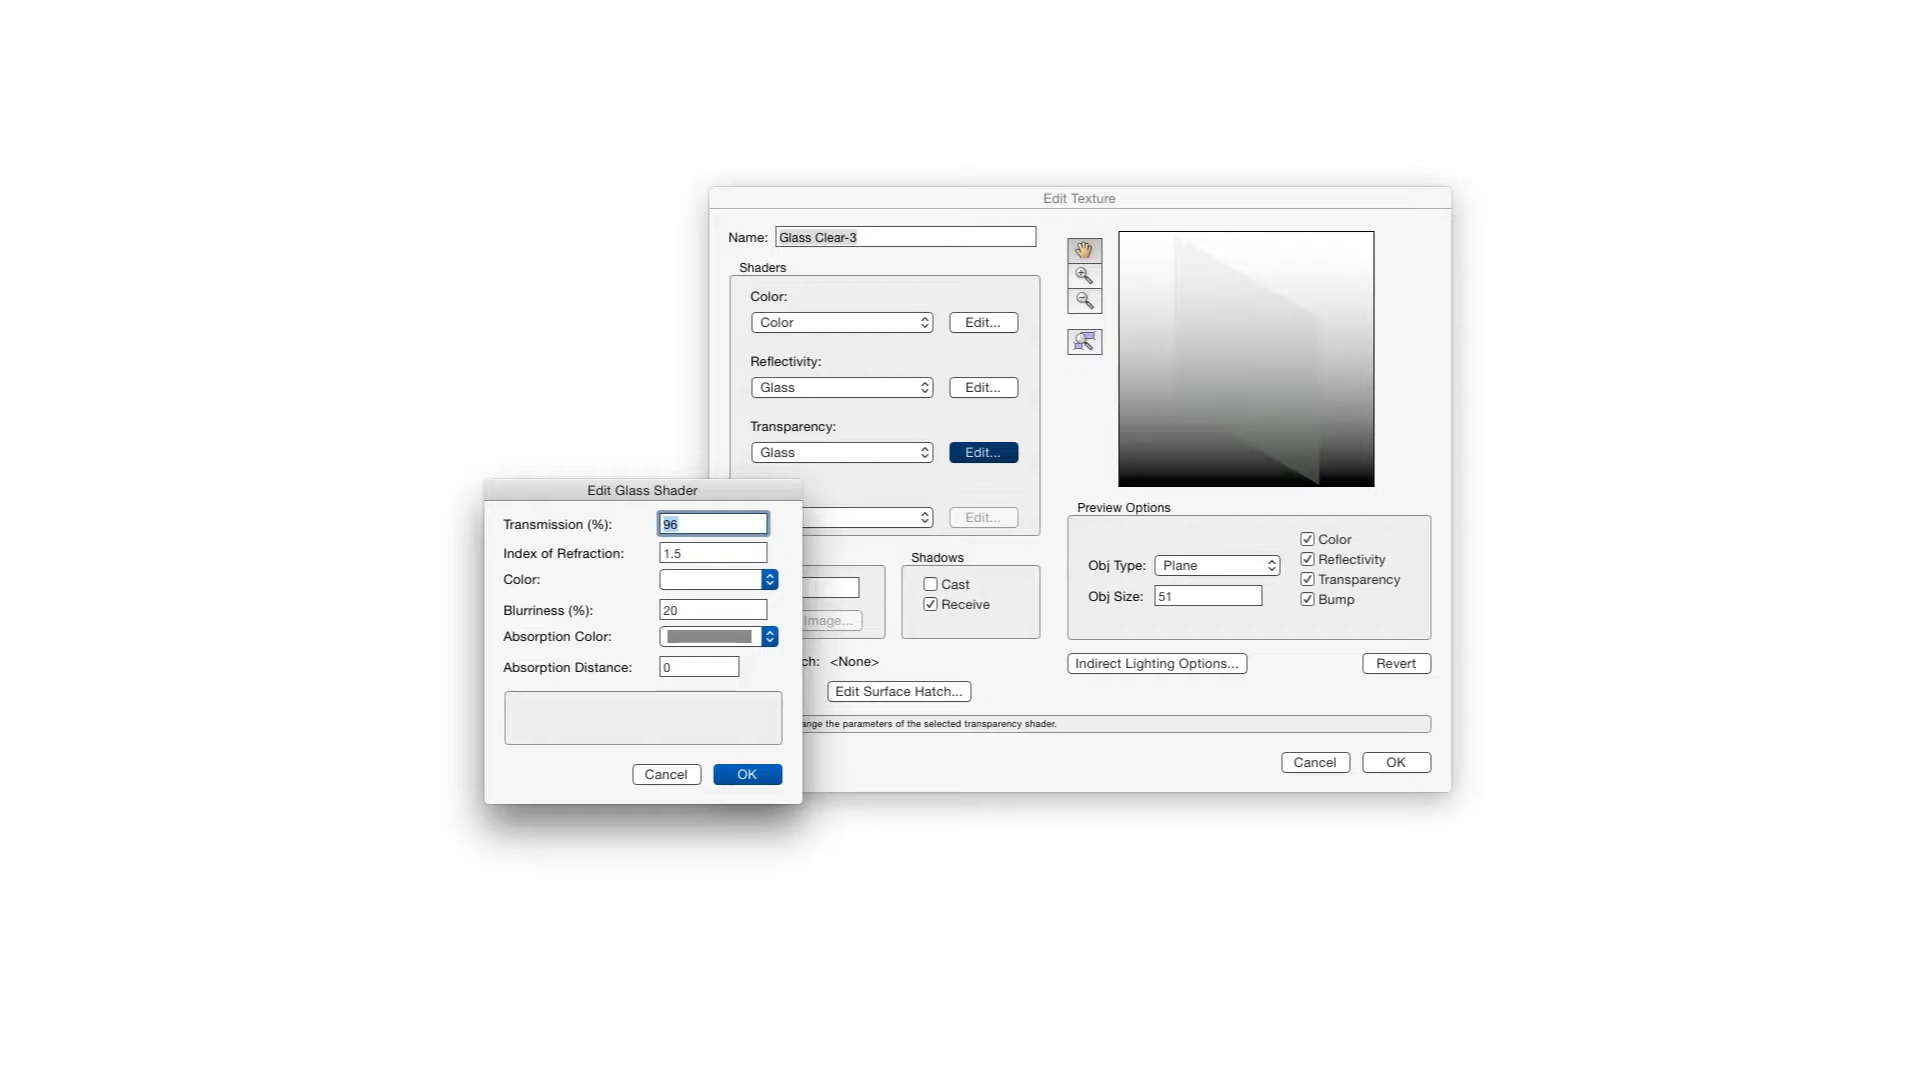 Edit Texture
Name: Glass Clear-3
Shaders
Color:
Color Edit...
Reflectivity:
Glass Edit...
Transparency:
Glass Edit...
Edit...
Shadows
Cast
Receive
Image...
ch: <None>
Edit Surface Hatch...
ange the parameters of the selected transparency shader.
Preview Options
Obj Type: Plane
Obj Size: 51
Color
Reflectivity
Transparency
Bump
Indirect Lighting Options... Revert
Cancel OK
Edit Glass Shader
Transmission (%): 96
Index of Refraction: 1.5
Color:
Blurriness (%): 20
Absorption Color:
Absorption Distance: 0
Cancel OK